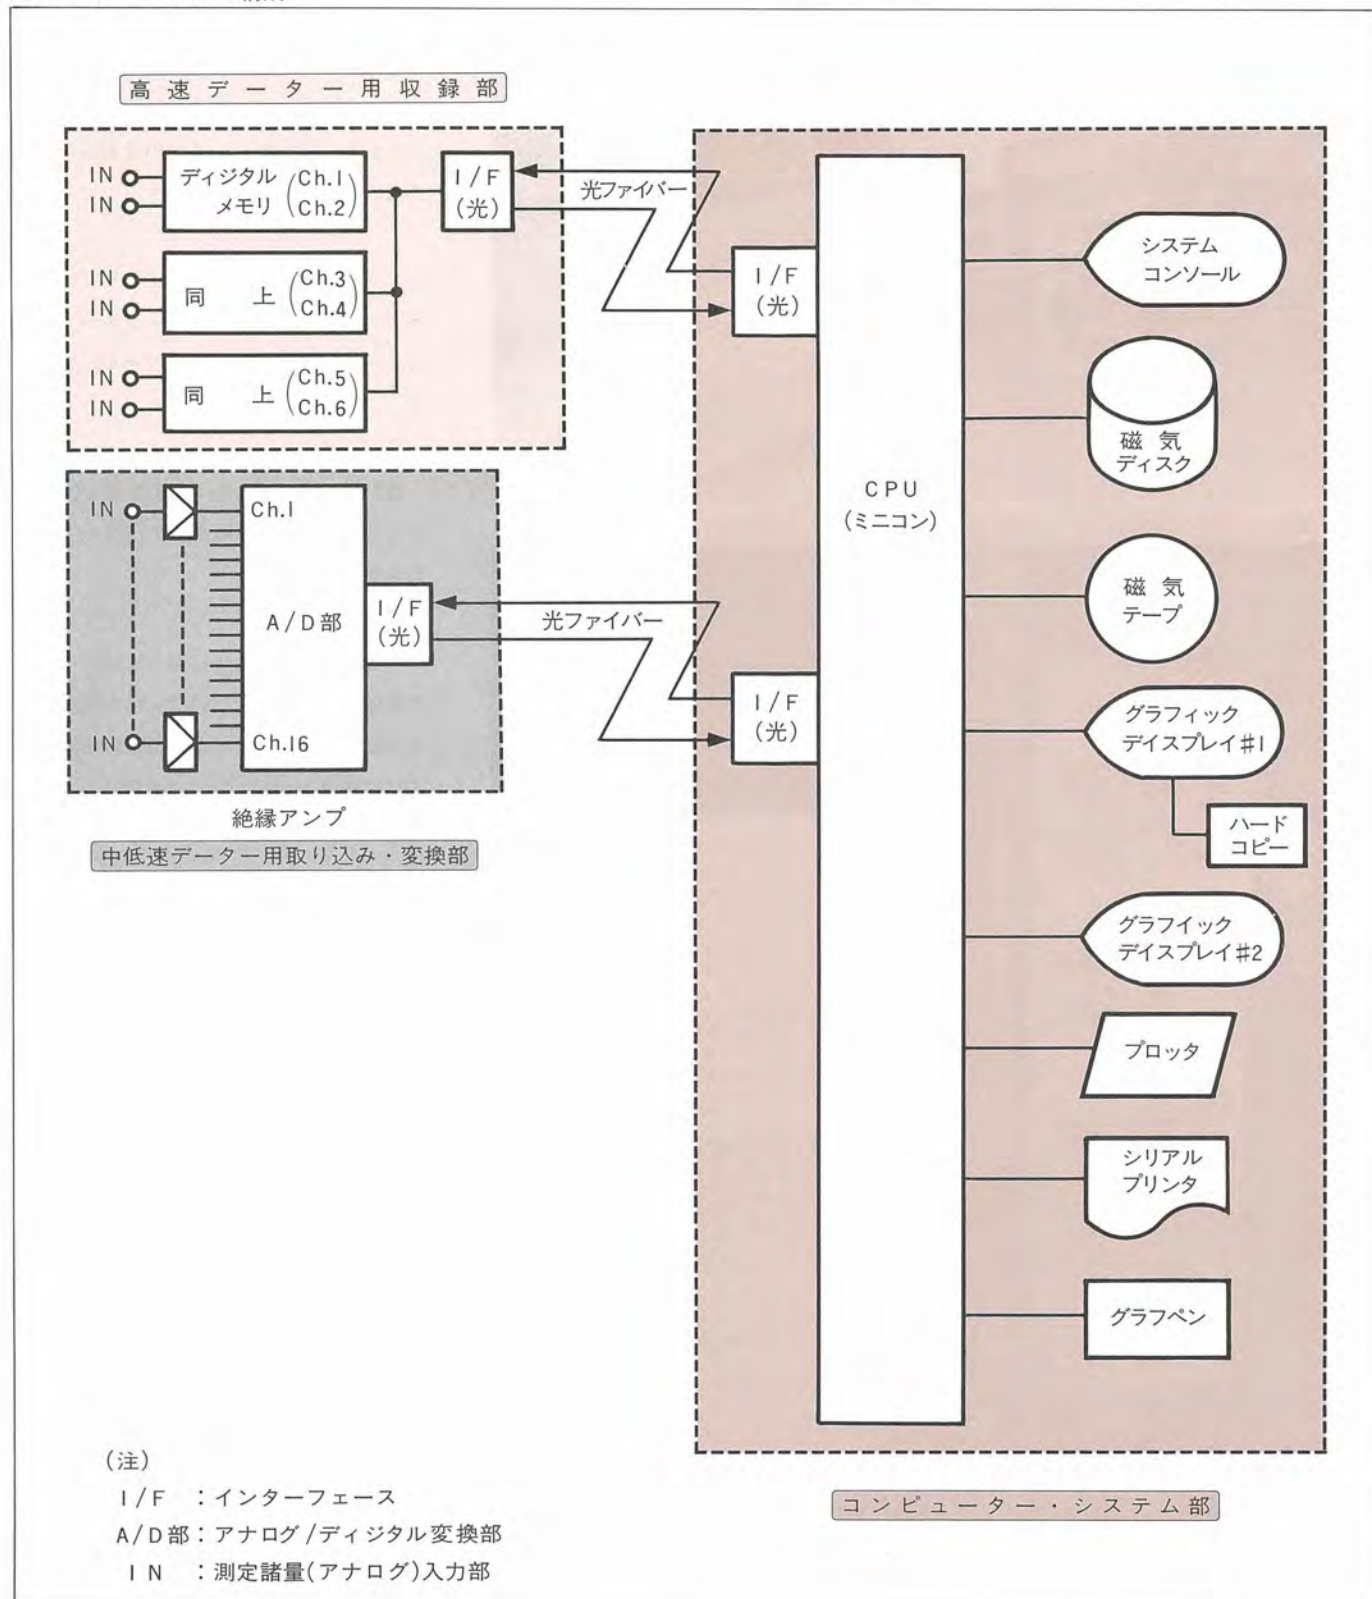 高速データー用収録部
IN
IN
ディジタル
メモリ
(Ch.1
Ch.2)
I/F
(光)
光ファイバー
IN
IN
同 上
(Ch.3
Ch.4)
IN
IN
同 上
(Ch.5
Ch.6)
I/F
(光)
CPU
(ミニコン)
システム
コンソール
磁気
ディスク
磁気
テープ
グラフィック
デイスプレイ#1
ハード
コピー
グラフイック
デイスプレイ#2
プロッタ
シリアル
プリンタ
グラフペン
IN
Ch.1
A/D部
I/F
(光)
光ファイバー
I/F
(光)
IN
Ch.16
絶縁アンプ
中低速データー用取り込み・変換部
コンピューター・システム部
(注)
I/F :インターフェース
A/D部:アナログ/ディジタル変換部
IN :測定諸量(アナログ)入力部